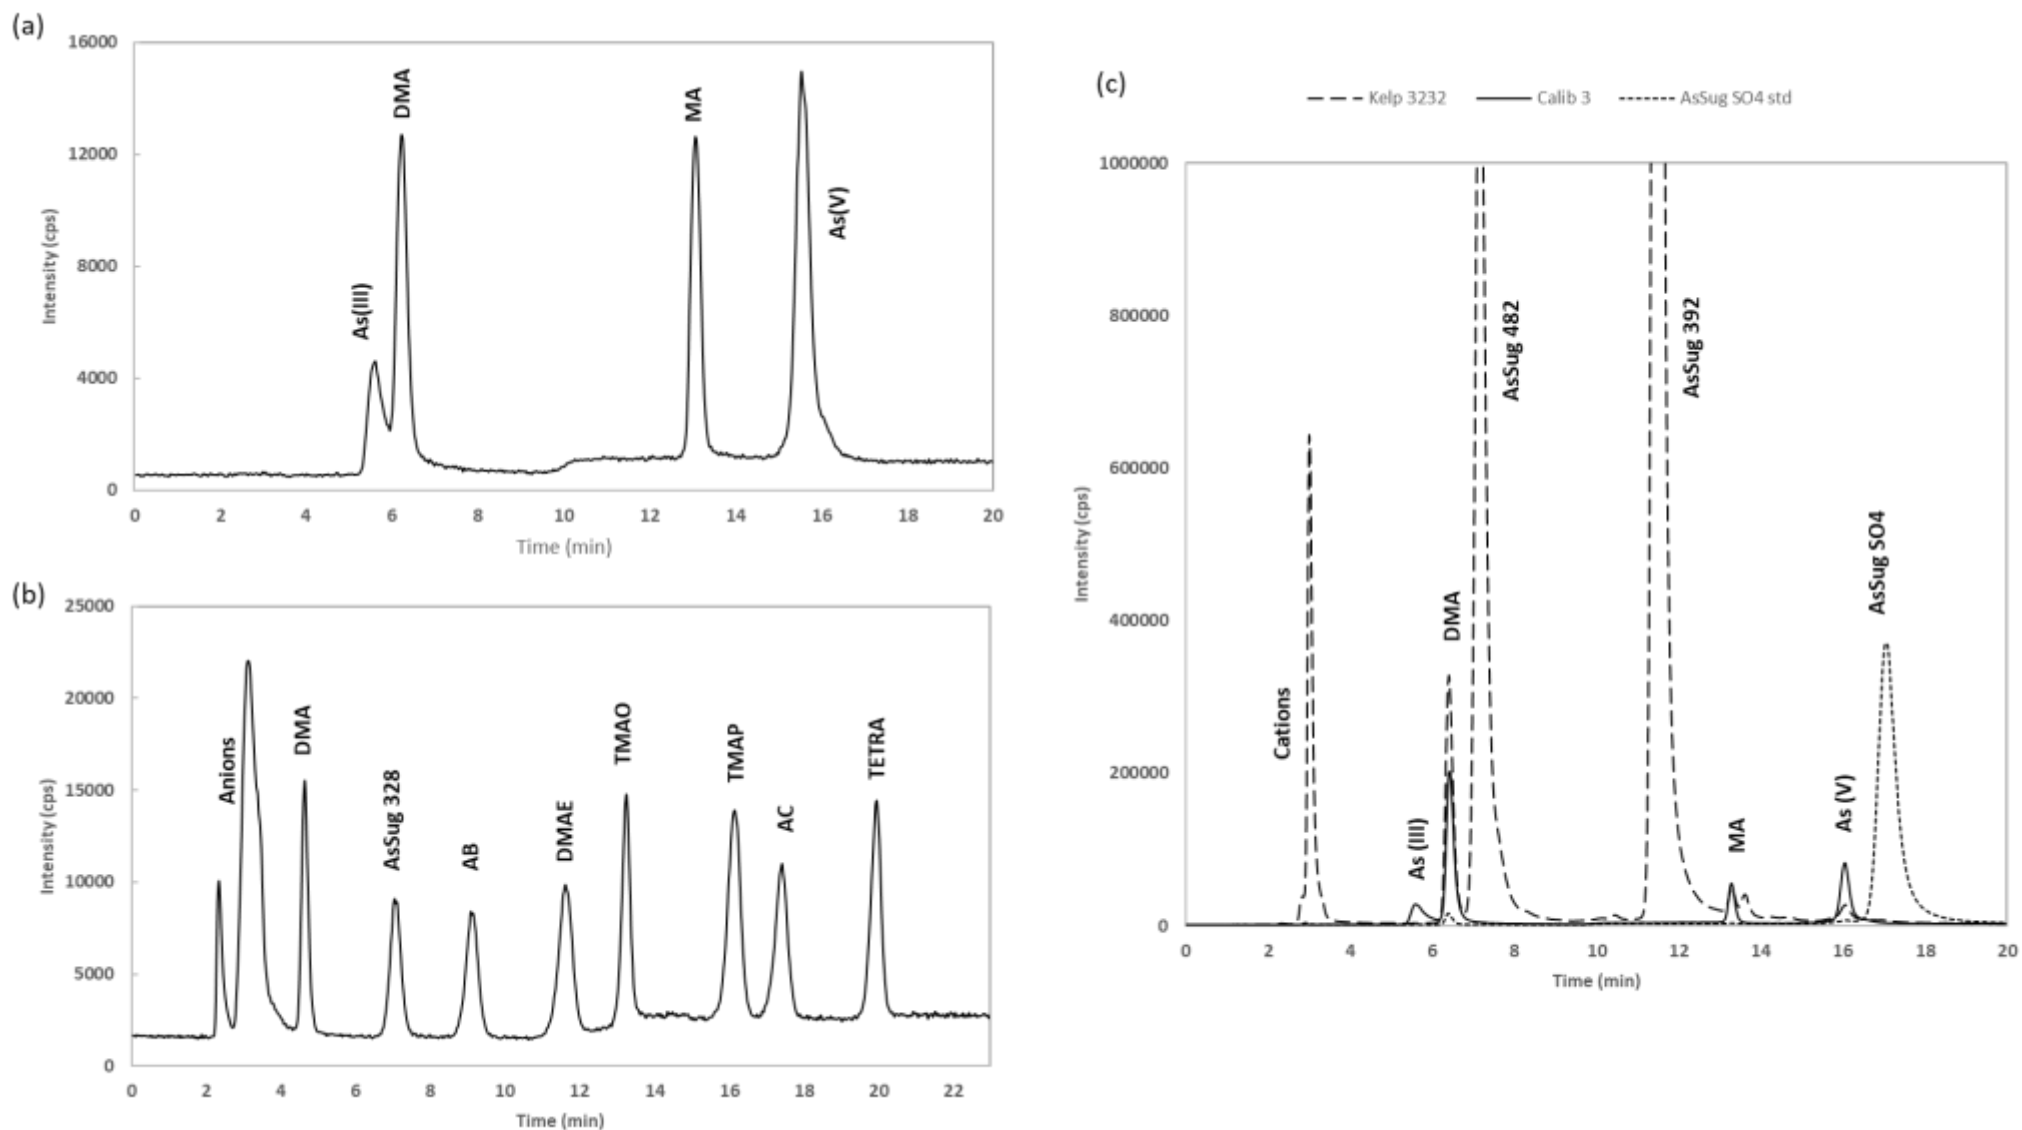 (a)
16000
12000
8000
4000
0
Intensity (cps)
As(III)
DMA
MA
As(V)
0 2 4 6 8 10 12 14 16 18 20
Time (min)
(b)
25000
20000
15000
10000
5000
0
Intensity (cps)
Anions
DMA
AsSug 328
AB
DMAE
TMAO
TMAP
AC
TETRA
0 2 4 6 8 10 12 14 16 18 20 22
Time (min)
(c)
Kelp 3232 Calib 3 AsSug SO4 std
1000000
800000
600000
400000
200000
0
Intensity (cps)
Cations
As (III)
DMA
AsSug 482
AsSug 392
MA
As (V)
AsSug SO4
0 2 4 6 8 10 12 14 16 18 20
Time (min)